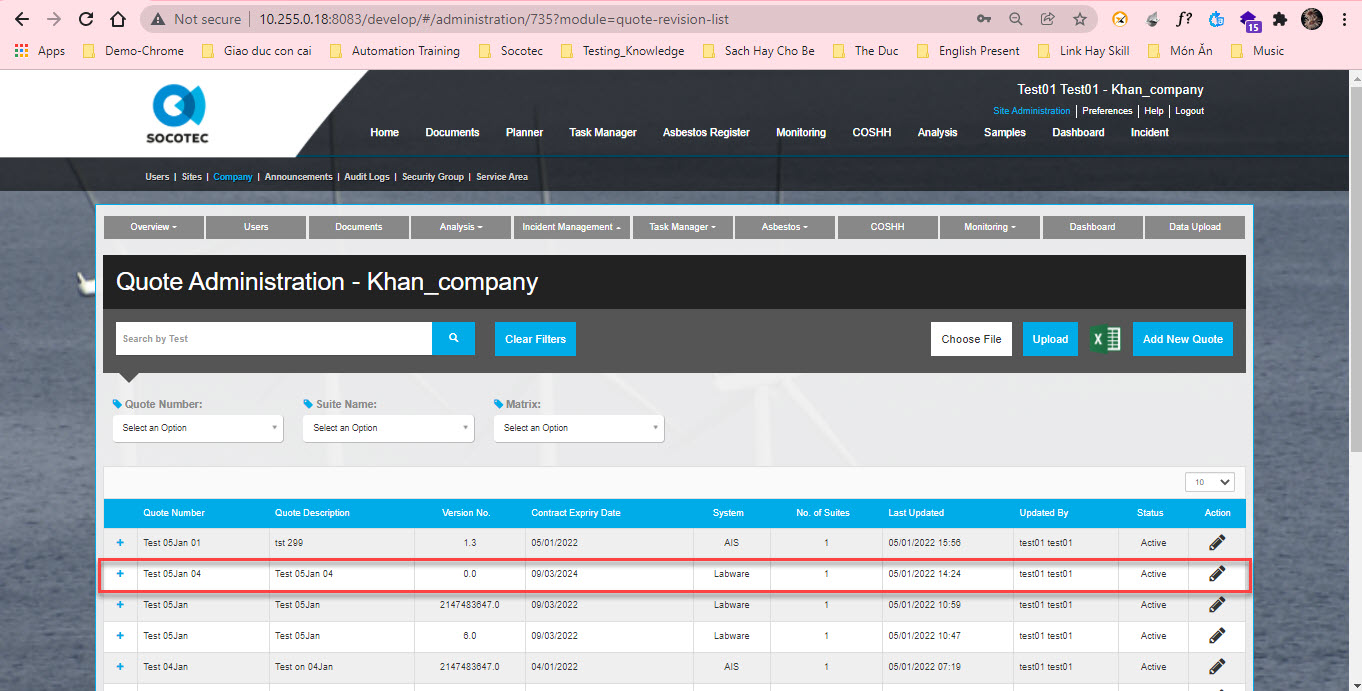 Not secure | 10.255.0.18:8083/develop/#/administration/735?module=quote-revision-list
f?
15
Apps Demo-Chrome Giao duc con cai Automation Training Socotec Testing_Knowledge Sach Hay Cho Be The Duc English Present Link Hay Skill Món Ăn Music
SOCOTEC
Test01 Test01 - Khan_company
Site Administration | Preferences | Help | Logout
Home Documents Planner Task Manager Asbestos Register Monitoring COSHH Analysis Samples Dashboard Incident
Users | Sites | Company | Announcements | Audit Logs | Security Group | Service Area
Overview Users Documents Analysis Incident Management Task Manager Asbestos COSHH Monitoring Dashboard Data Upload
Quote Administration - Khan_company
Search by Test Clear Filters Choose File Upload X Add New Quote
Quote Number: Suite Name: Matrix:
Select an Option Select an Option Select an Option
10
Quote Number Quote Description Version No. Contract Expriry Date System No. of Suites Last Updated Updated By Status Action
+ Test 05Jan 01 tst 299 1.3 05/01/2022 AIS 1 05/01/2022 15:56 test01 test01 Active
+ Test 05Jan 04 Test 05Jan 04 0.0 09/03/2024 Labware 1 05/01/2022 14:24 test01 test01 Active
+ Test 05Jan Test 05Jan 2147483647.0 09/03/2022 Labware 1 05/01/2022 10:59 test01 test01 Active
+ Test 05Jan Test 05Jan 6.0 09/03/2022 Labware 1 05/01/2022 10:47 test01 test01 Active
+ Test 04Jan Test on 04Jan 2147483647.0 04/01/2022 AIS 1 05/01/2022 07:19 test01 test01 Active